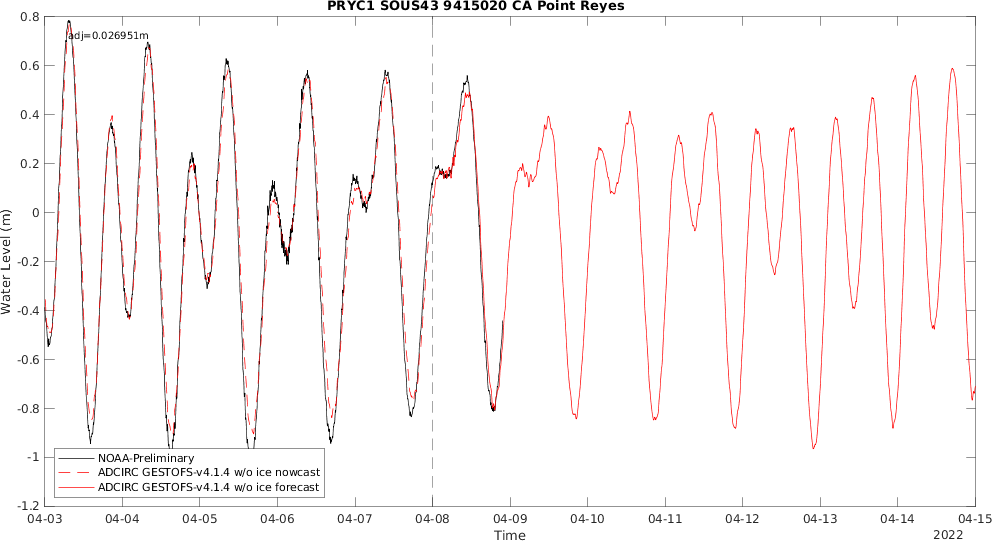 PRYC1 SOUS43 9415020 CA Point Reyes
adj=0.026951m
Water Level (m)
0.8
0.6
0.4
0.2
0
-0.2
-0.4
-0.6
-0.8
-1
-1.2
NOAA-Preliminary
ADCIRC GESTOFS-v4.1.4 w/o ice nowcast
ADCIRC GESTOFS-v4.1.4 w/o ice forecast
04-03 04-04 04-05 04-06 04-07 04-08 04-09 04-10 04-11 04-12 04-13 04-14 04-15
Time
2022